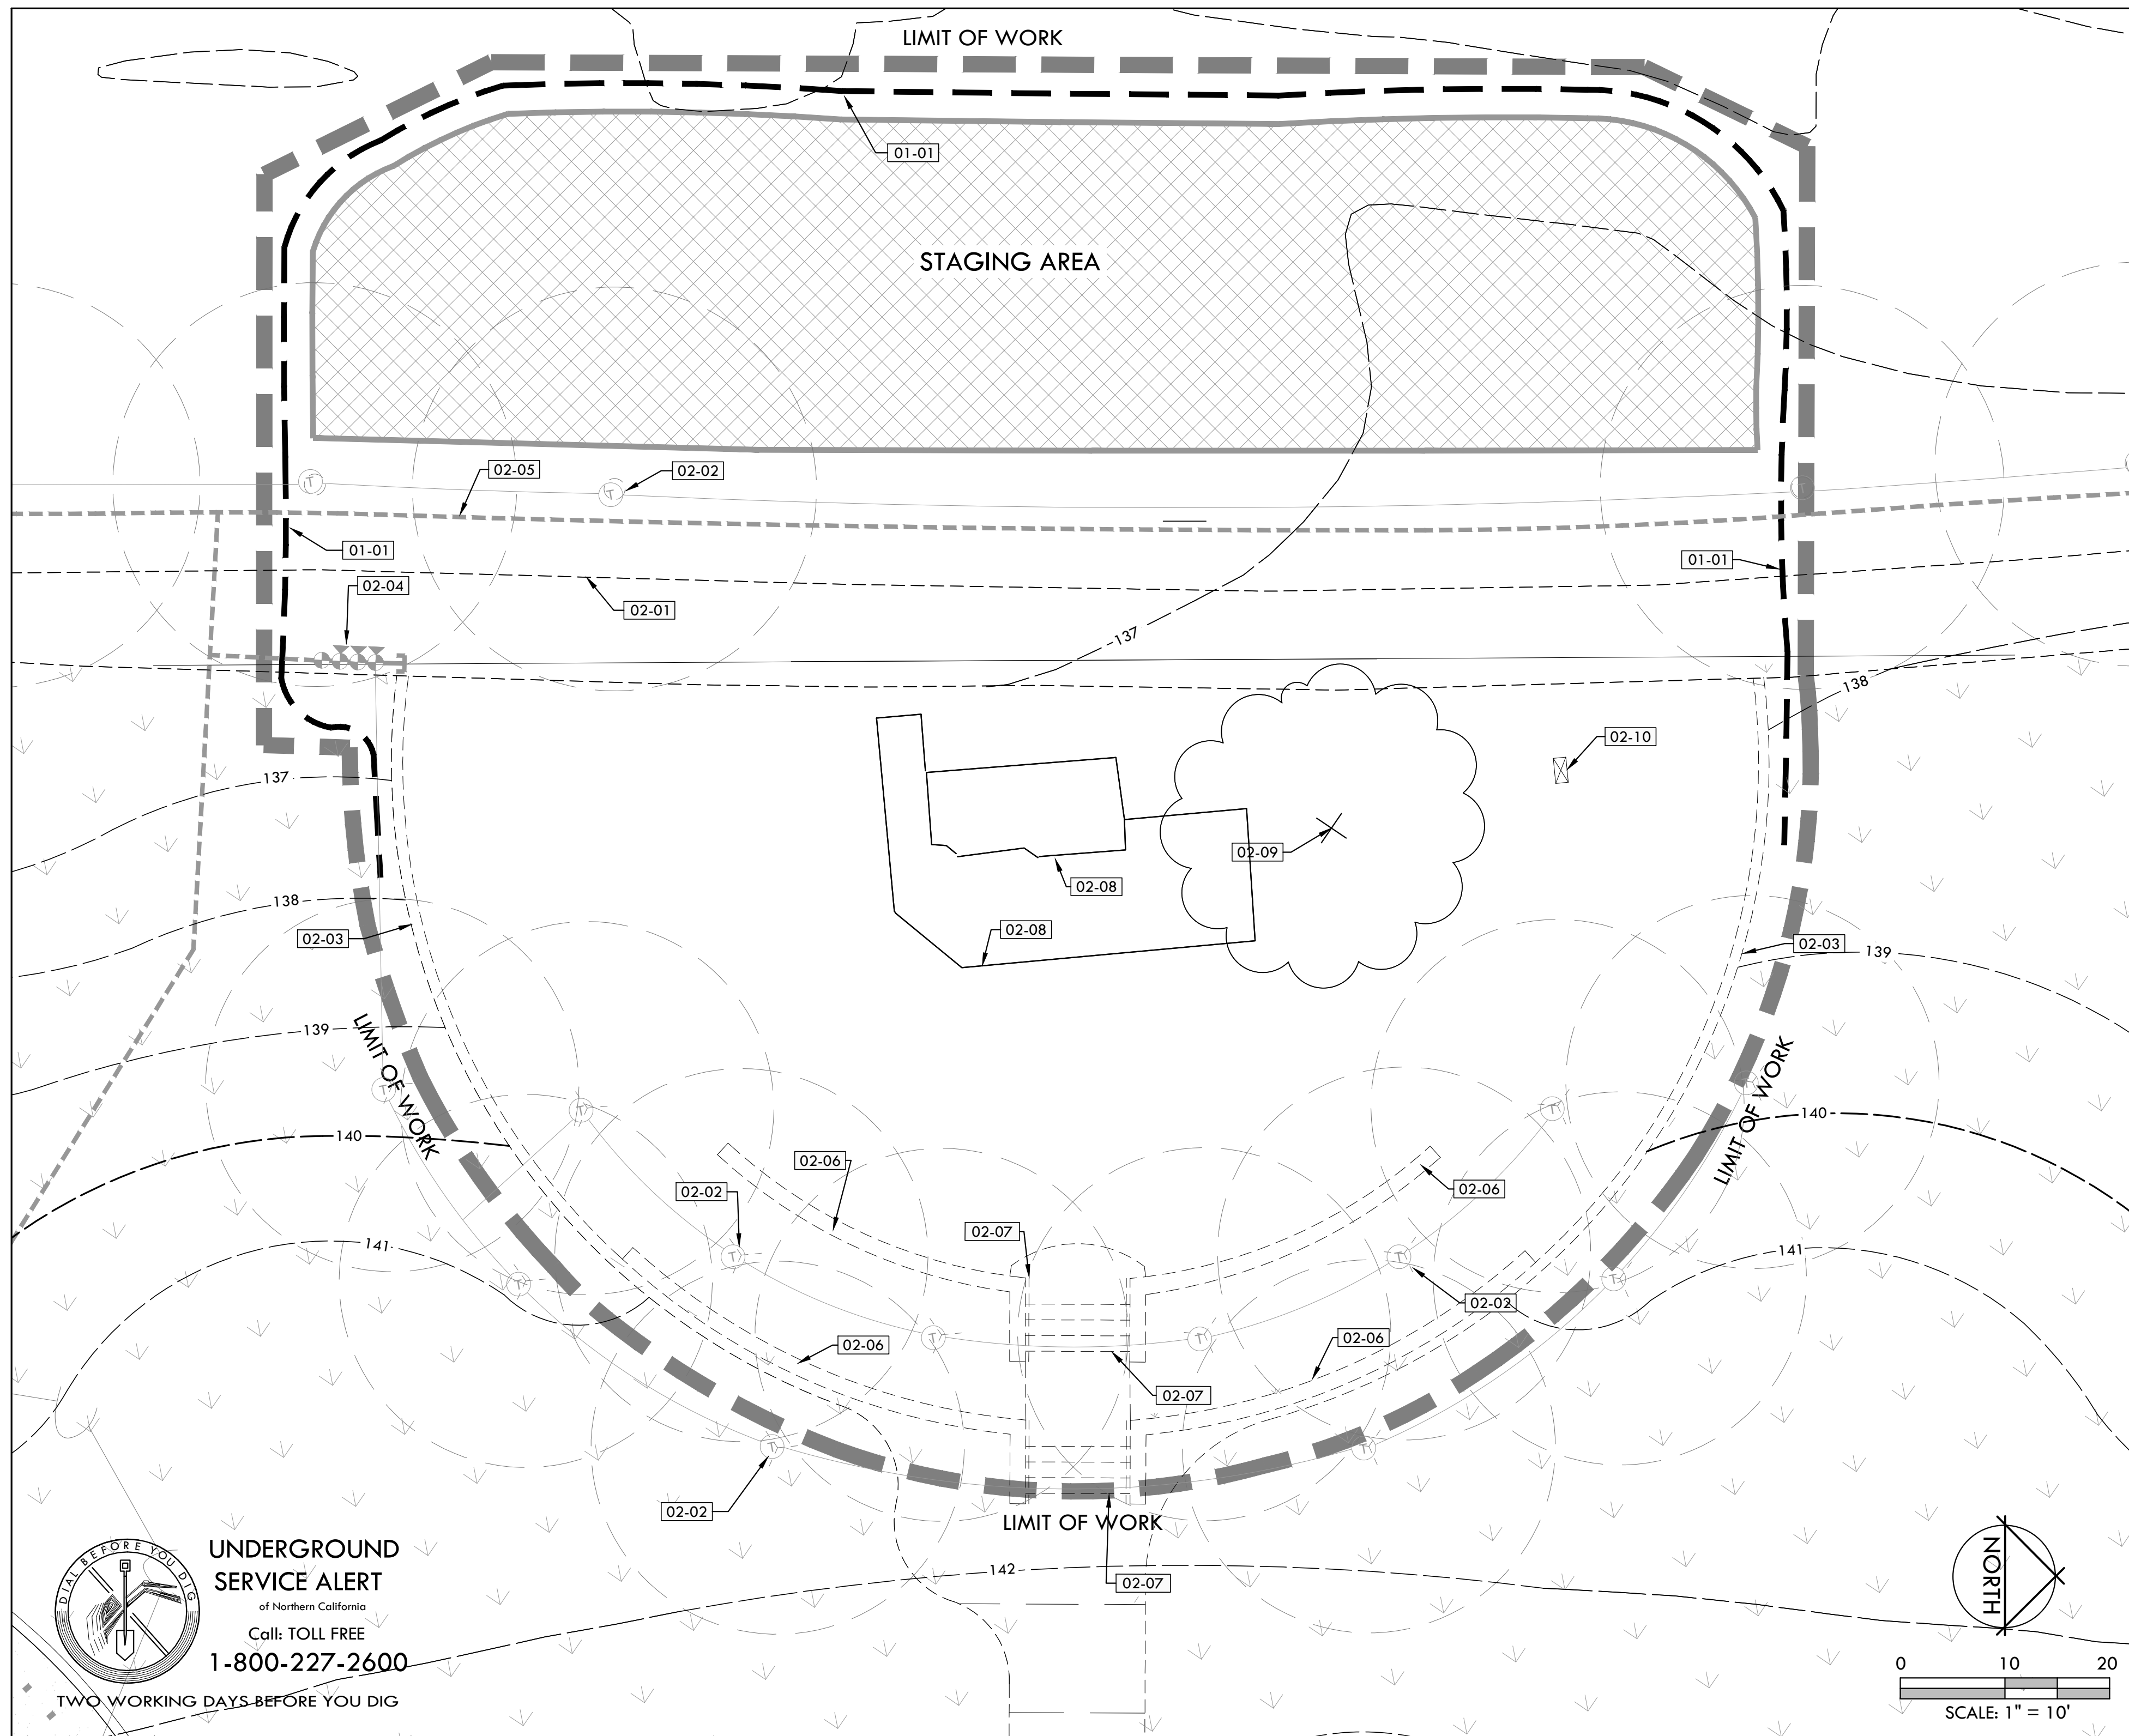 LIMIT OF WORK
01-01
STAGING AREA
02-05
02-02
01-01
01-01
02-04
02-01
137
138
02-10
137
02-09
02-08
138
02-08
02-03
02-03
139
139
LIMIT OF WORK
LIMIT OF WORK
140
140
02-06
02-06
02-02
02-07
141
141
02-02
02-06
02-06
02-07
02-02
LIMIT OF WORK
142
02-07
DIAL BEFORE YOU DIG
UNDERGROUND
SERVICE ALERT
of Northern California
Call: TOLL FREE
1-800-227-2600
TWO WORKING DAYS BEFORE YOU DIG
NORTH
0 10 20
SCALE: 1" = 10'
T
T
T
T
T
T
T
T
T
T
T
T
T